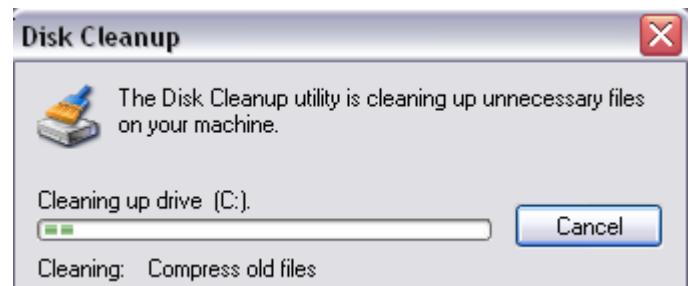 Disk Cleanup
The Disk Cleanup utility is cleaning up unnecessary files
on your machine.
Cleaning up drive  (C:).
Cancel
Cleaning:   Compress old files